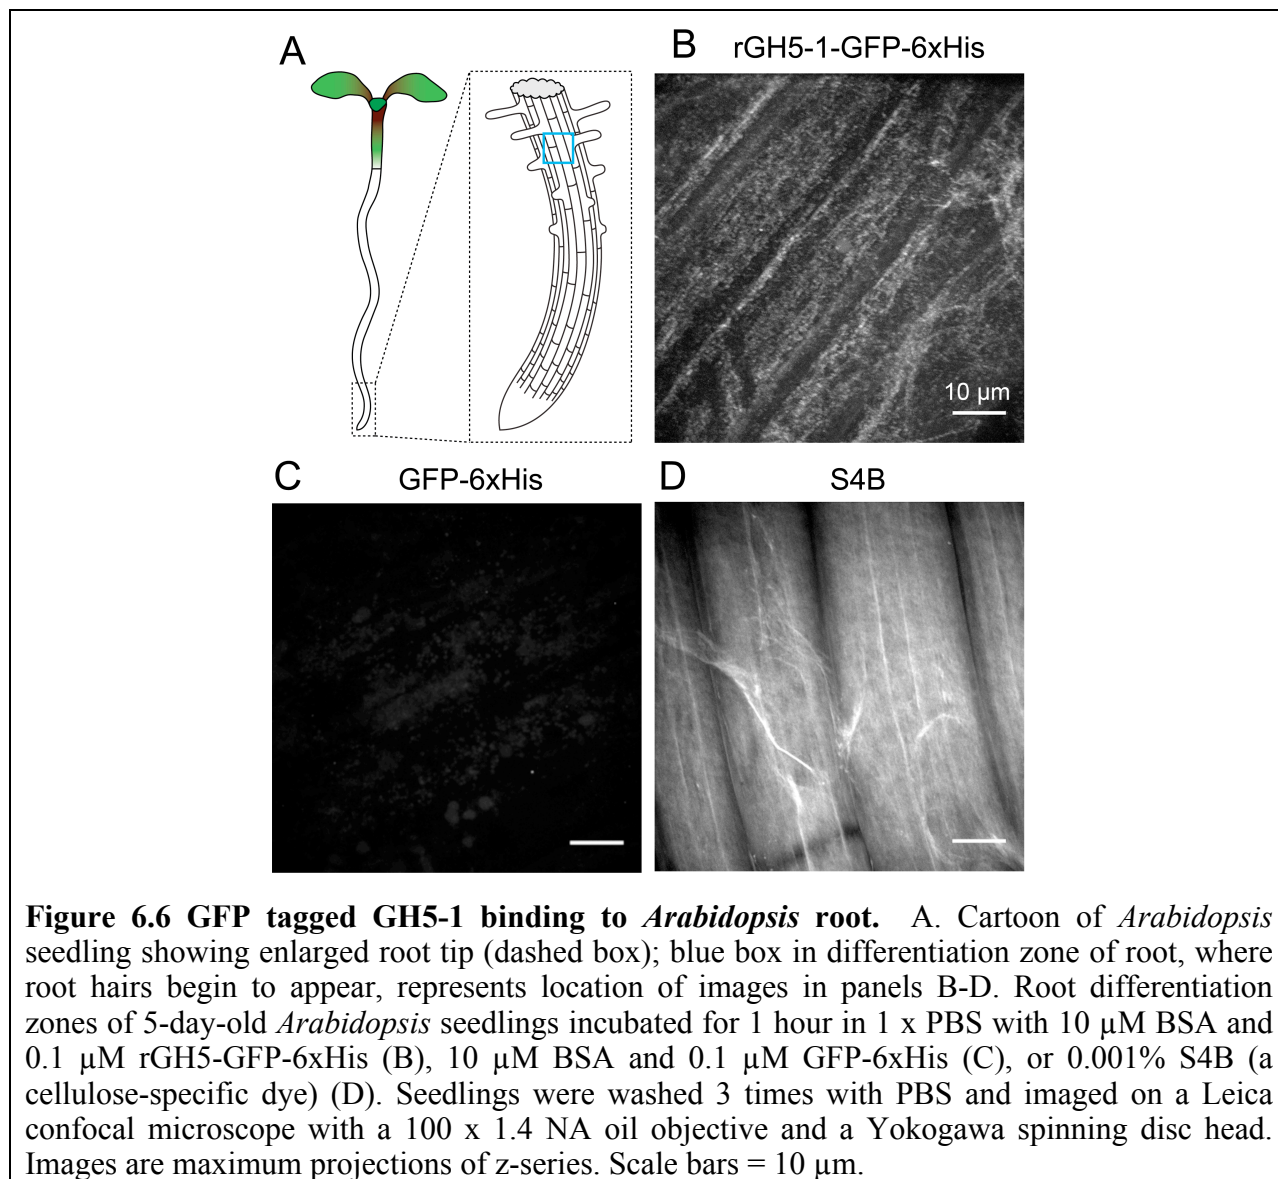 A
B rGH5-1-GFP-6xHis
10 µm
C GFP-6xHis
D S4B
Figure 6.6 GFP tagged GH5-1 binding to Arabidopsis root. A. Cartoon of Arabidopsis
seedling showing enlarged root tip (dashed box); blue box in differentiation zone of root, where
root hairs begin to appear, represents location of images in panels B-D. Root differentiation
zones of 5-day-old Arabidopsis seedlings incubated for 1 hour in 1 x PBS with 10 µM BSA and
0.1 µM rGH5-GFP-6xHis (B), 10 µM BSA and 0.1 µM GFP-6xHis (C), or 0.001% S4B (a
cellulose-specific dye) (D). Seedlings were washed 3 times with PBS and imaged on a Leica
confocal microscope with a 100 x 1.4 NA oil objective and a Yokogawa spinning disc head.
Images are maximum projections of z-series. Scale bars = 10 µm.